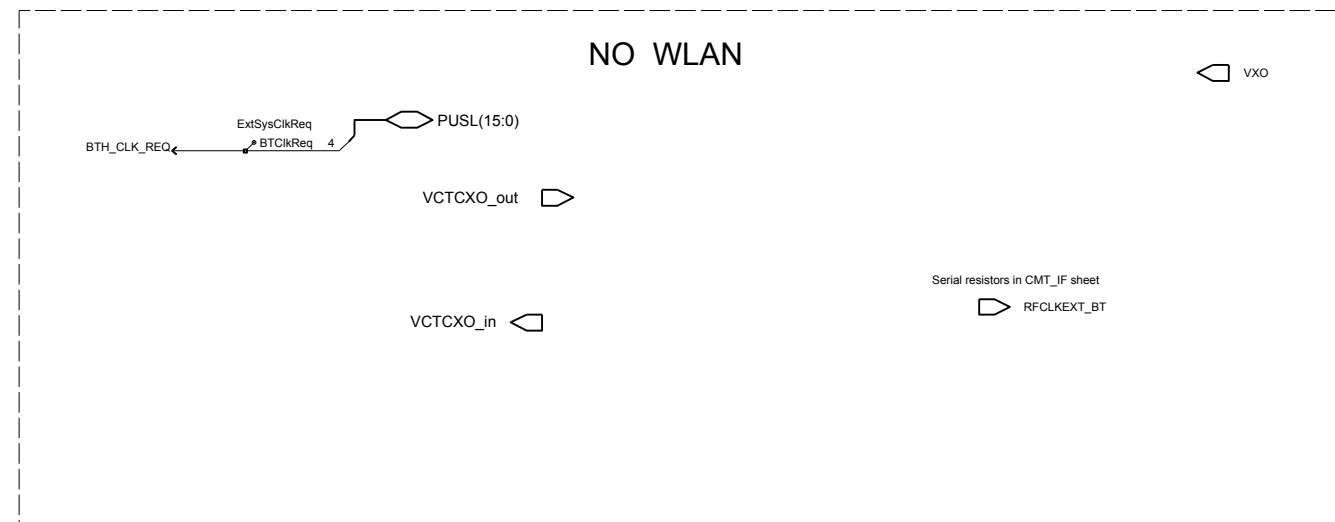 NO WLAN
VXO
ExtSysClkReq
PUSL(15:0)
BTH_CLK_REQ
BTClkReq 4
VCTCXO_out
Serial resistors in CMT_IF sheet
RFCLKEXT_BT
VCTCXO_in